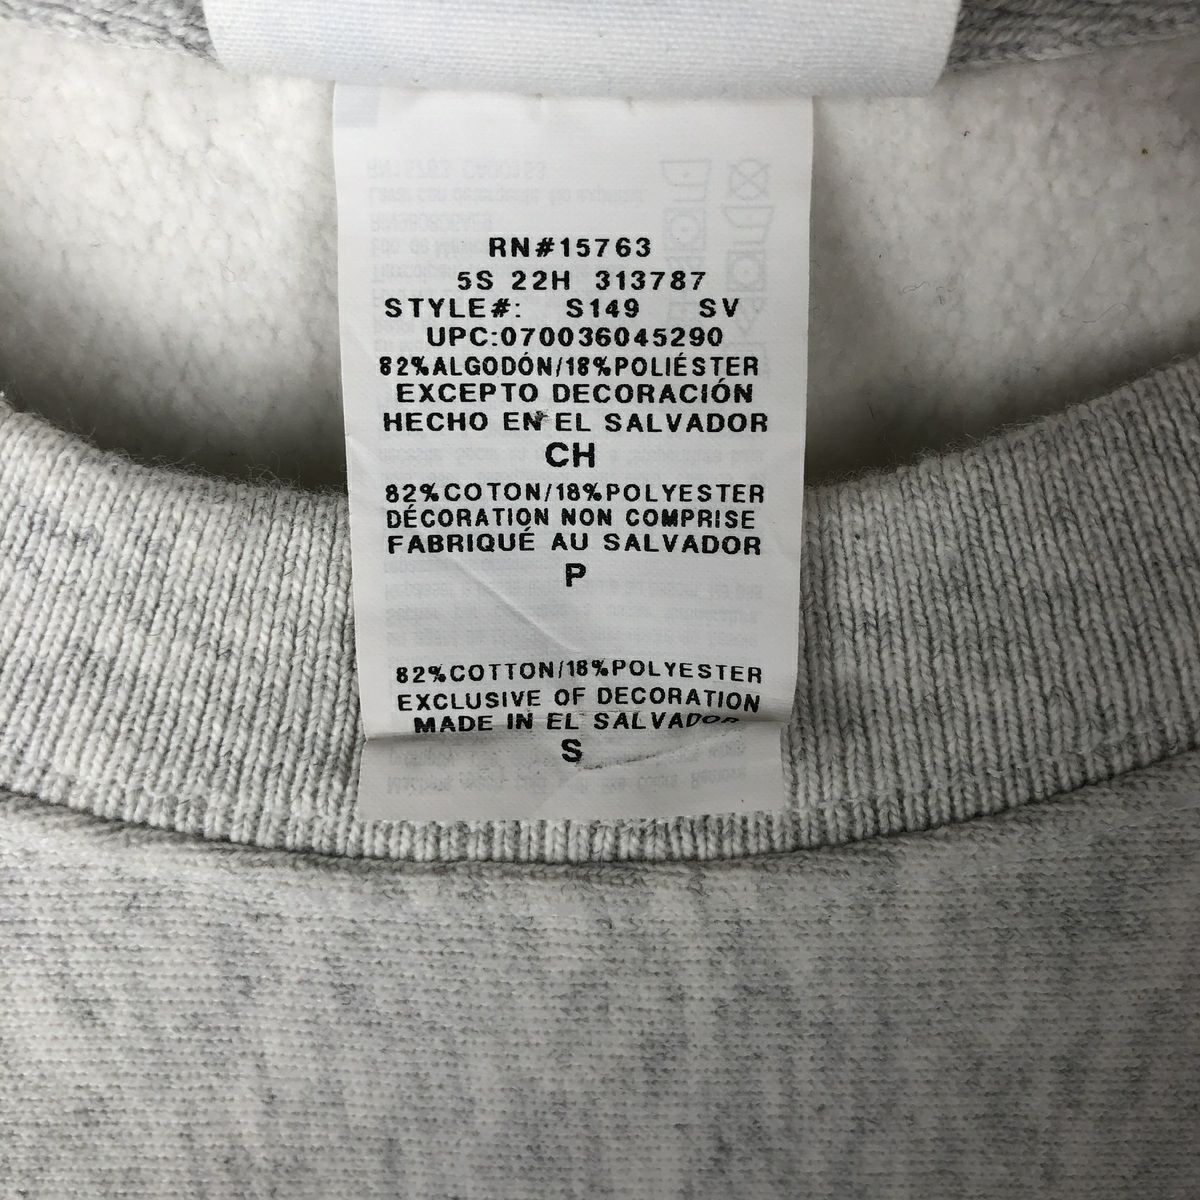 RN#15763
5S 22H 313787
STYLE#: S149 SV
UPC:070036045290
82%ALGODÓN/18%POLIÉSTER
EXCEPTO DECORACIÓN
HECHO EN EL SALVADOR
CH
82%COTON/18%POLYESTER
DÉCORATION NON COMPRISE
FABRIQUÉ AU SALVADOR
P
82%COTTON/18%POLYESTER
EXCLUSIVE OF DECORATION
MADE IN EL SALVADOR
S